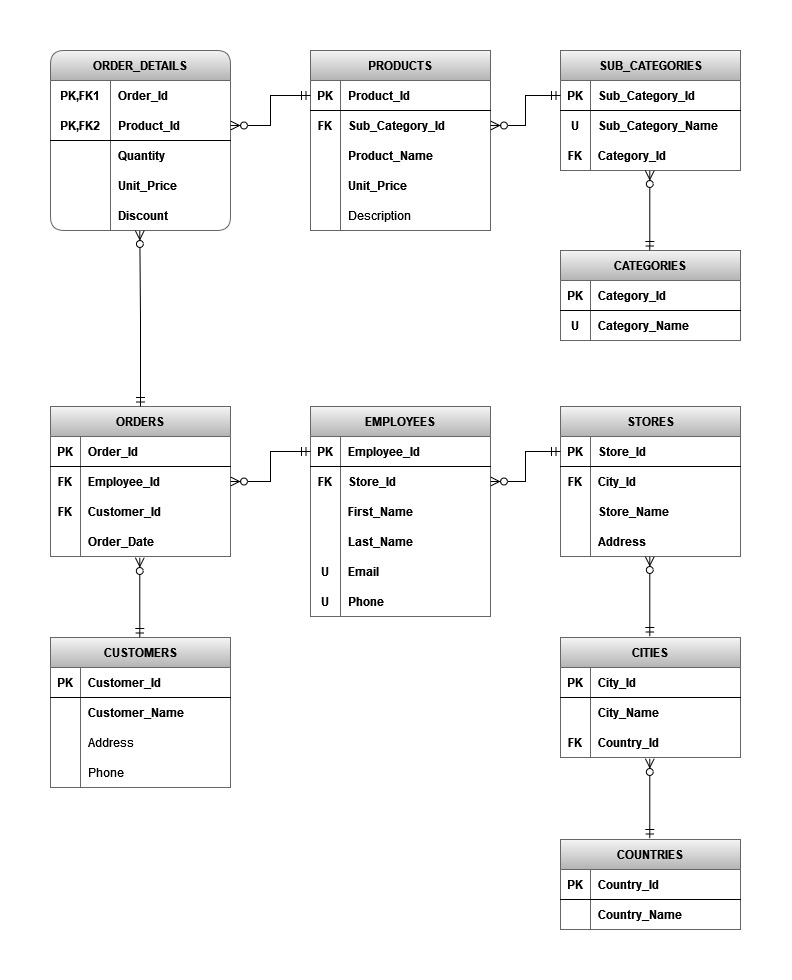 ORDER_DETAILS
PK,FK1 Order_Id
PK,FK2 Product_Id
Quantity
Unit_Price
Discount
PRODUCTS
PK Product_Id
FK Sub_Category_Id
Product_Name
Unit_Price
Description
SUB_CATEGORIES
PK Sub_Category_Id
U Sub_Category_Name
FK Category_Id
CATEGORIES
PK Category_Id
U Category_Name
ORDERS
PK Order_Id
FK Employee_Id
FK Customer_Id
Order_Date
EMPLOYEES
PK Employee_Id
FK Store_Id
First_Name
Last_Name
U Email
U Phone
STORES
PK Store_Id
FK City_Id
Store_Name
Address
CUSTOMERS
PK Customer_Id
Customer_Name
Address
Phone
CITIES
PK City_Id
City_Name
FK Country_Id
COUNTRIES
PK Country_Id
Country_Name